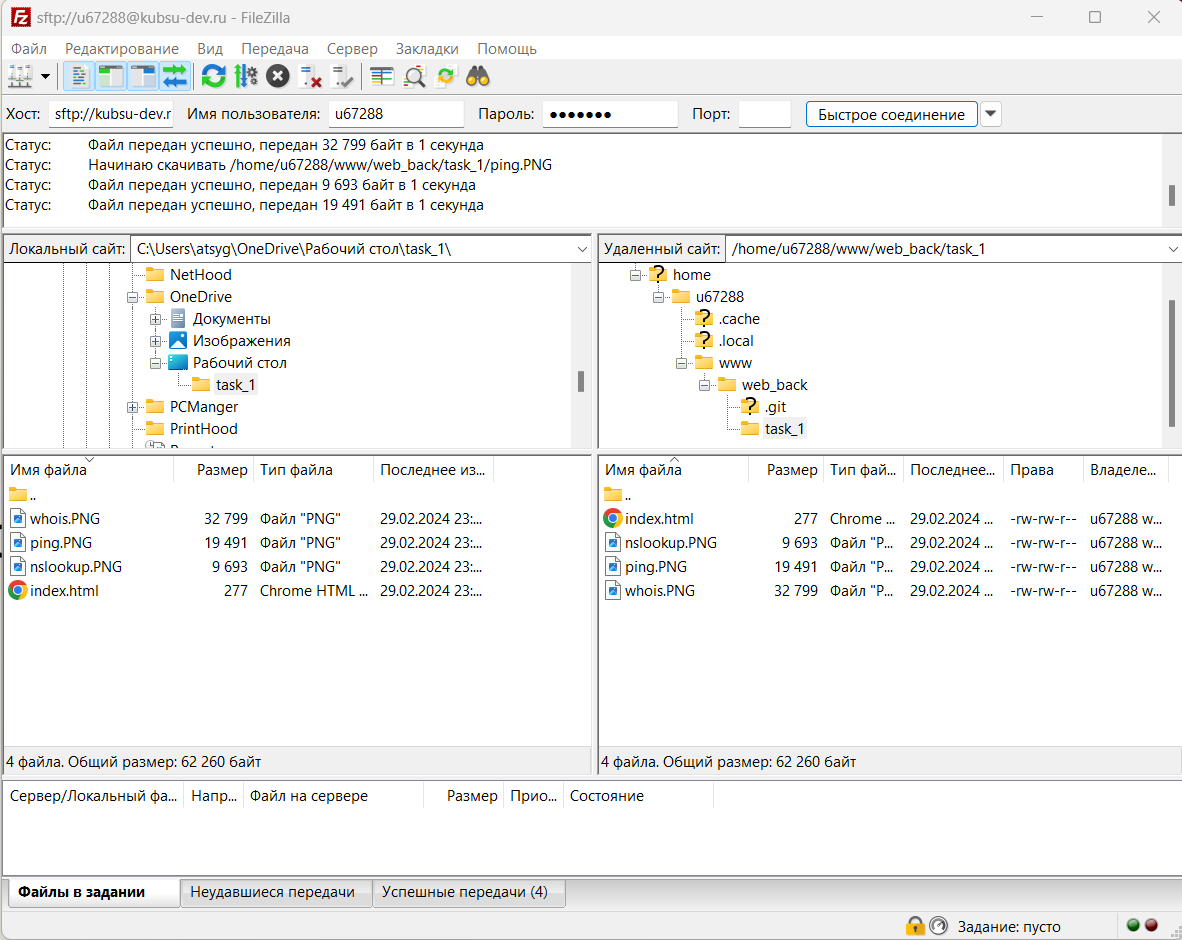 sftp://u67288@kubsu-dev.ru - FileZilla
Файл Редактирование Вид Передача Сервер Закладки Помощь
Хост: sftp://kubsu-dev.r Имя пользователя: u67288 Пароль: ●●●●●●● Порт: Быстрое соединение
Статус: Файл передан успешно, передан 32 799 байт в 1 секунда
Статус: Начинаю скачивать /home/u67288/www/web_back/task_1/ping.PNG
Статус: Файл передан успешно, передан 9 693 байт в 1 секунда
Статус: Файл передан успешно, передан 19 491 байт в 1 секунда
Локальный сайт: C:\Users\atsyg\OneDrive\Рабочий стол\task_1\
NetHood
OneDrive
Документы
Изображения
Рабочий стол
task_1
PCManger
PrintHood
Удаленный сайт: /home/u67288/www/web_back/task_1
home
u67288
.cache
.local
www
web_back
.git
task_1
Имя файла Размер Тип файла Последнее из...
..
whois.PNG 32 799 Файл "PNG" 29.02.2024 23:...
ping.PNG 19 491 Файл "PNG" 29.02.2024 23:...
nslookup.PNG 9 693 Файл "PNG" 29.02.2024 23:...
index.html 277 Chrome HTML ... 29.02.2024 23:...
4 файла. Общий размер: 62 260 байт
Имя файла Размер Тип фай... Последнее... Права Владеле...
..
index.html 277 Chrome ... 29.02.2024 ... -rw-rw-r-- u67288 w...
nslookup.PNG 9 693 Файл "P... 29.02.2024 ... -rw-rw-r-- u67288 w...
ping.PNG 19 491 Файл "P... 29.02.2024 ... -rw-rw-r-- u67288 w...
whois.PNG 32 799 Файл "P... 29.02.2024 ... -rw-rw-r-- u67288 w...
4 файла. Общий размер: 62 260 байт
Сервер/Локальный фа... Напр... Файл на сервере Размер Прио... Состояние
Файлы в задании Неудавшиеся передачи Успешные передачи (4)
Задание: пусто